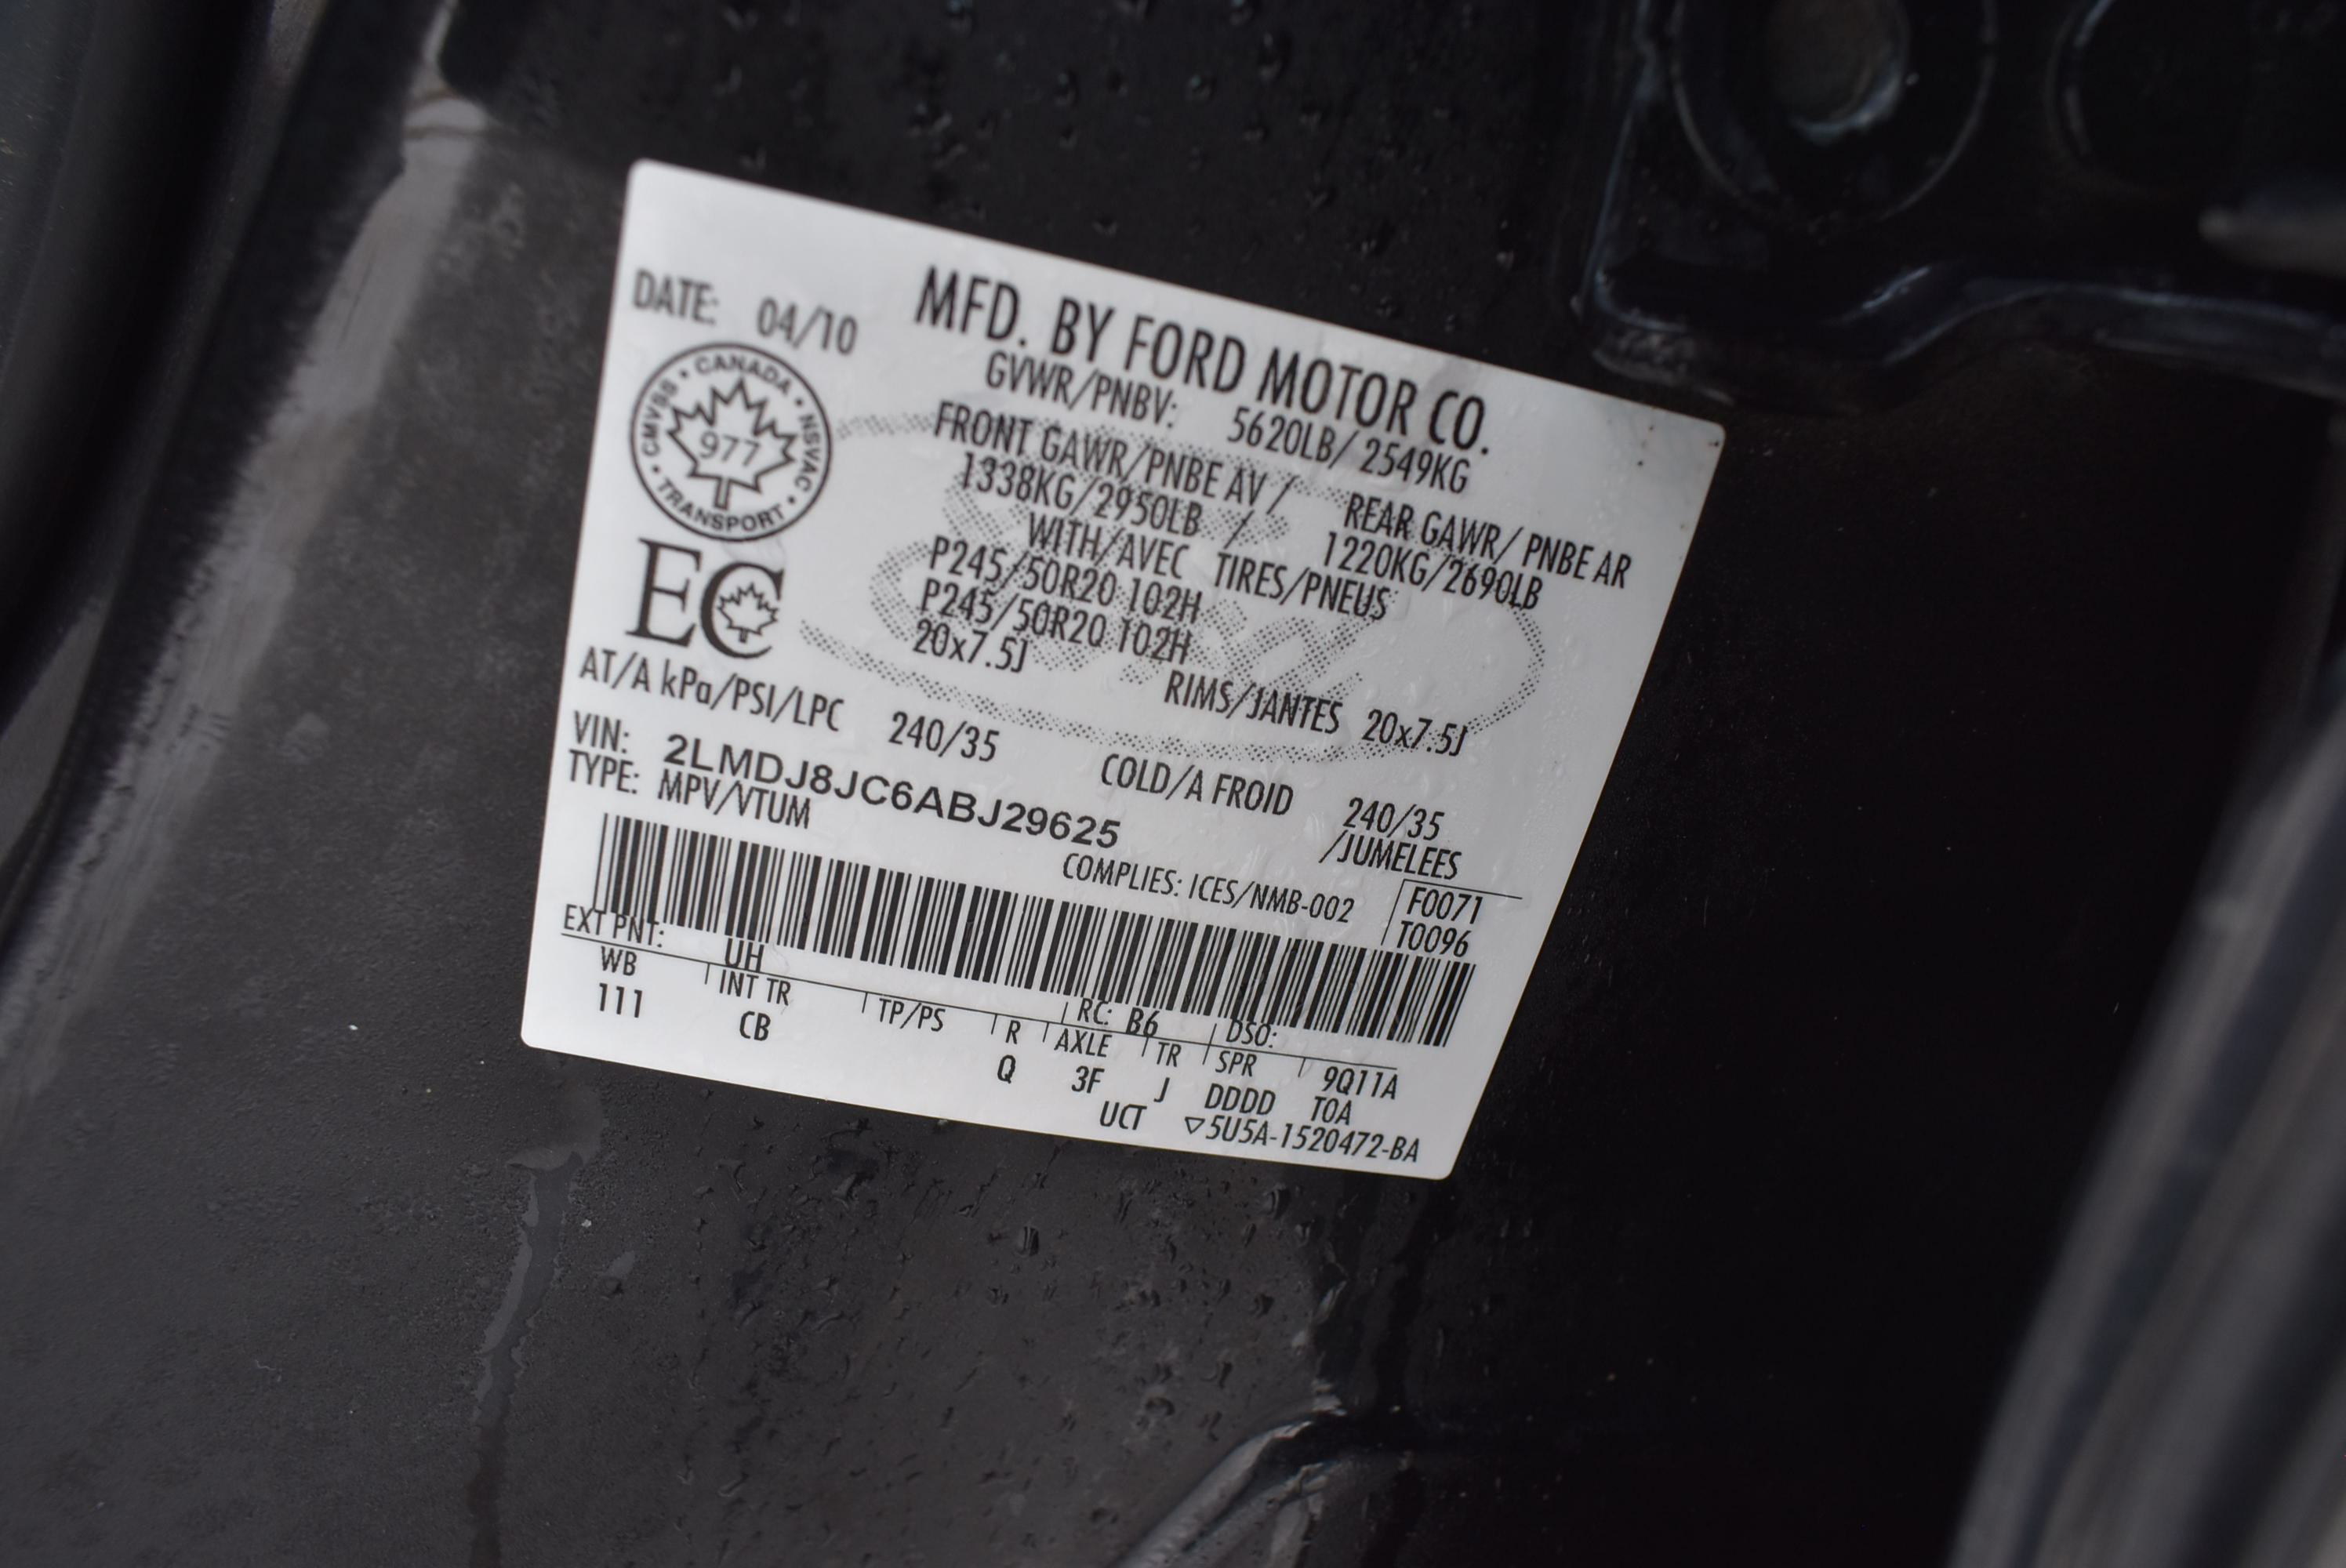 MFD. BY FORD MOTOR CO.
DATE: 04/10
GVWR/PNBV: 5620LB/ 2549KG
FRONT GAWR/PNBE AV / REAR GAWR/ PNBE AR
1338KG/2950LB / 1220KG/2690LB
WITH/AVEC TIRES/PNEUS
P245/50R20 102H
P245/50R20 102H
20x7.5J RIMS/JANTES 20x7.5J
CMVSS • CANADA • NSVAC • TRANSPORT •
977
EC
AT/A kPa/PSI/LPC 240/35 COLD/A FROID 240/35
VIN: 2LMDJ8JC6ABJ29625 /JUMELEES
TYPE: MPV/VTUM
COMPLIES: ICES/NMB-002
F0071
T0096
EXT PNT: UH RC: B6 DSO:
WB INT TR TP/PS R AXLE TR SPR 9Q11A
111 CB Q 3F J DDDD T0A
UCT ▽5U5A-1520472-BA